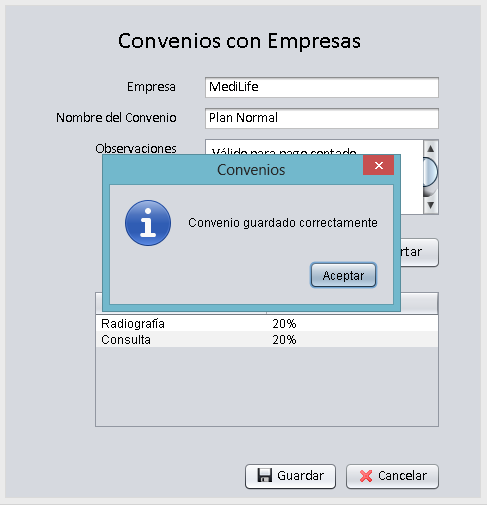 Convenios con Empresas
Empresa MediLife
Nombre del Convenio Plan Normal
Observaciones Válido para pago contado
Convenios
Convenio guardado correctamente
Aceptar
Radiografía 20%
Consulta 20%
Guardar Cancelar